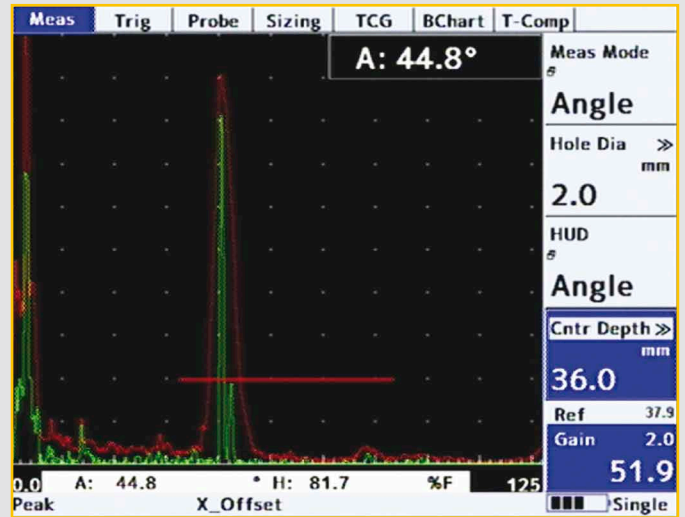 Meas Trig Probe Sizing TCG BChart T-Comp
A: 44.8°
Meas Mode
Angle
Hole Dia >>
mm
2.0
HUD
Angle
Cntr Depth >>
mm
36.0
Ref 37.9
Gain 2.0
51.9
0.0 A: 44.8 ° H: 81.7 %F 125
Peak X_Offset Single